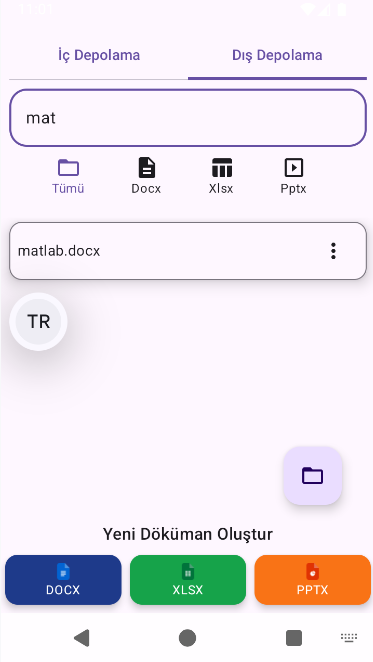 İç Depolama
Dış Depolama
mat
Tümü
Docx
Xlsx
Pptx
matlab.docx
TR
Yeni Döküman Oluştur
DOCX
XLSX
PPTX